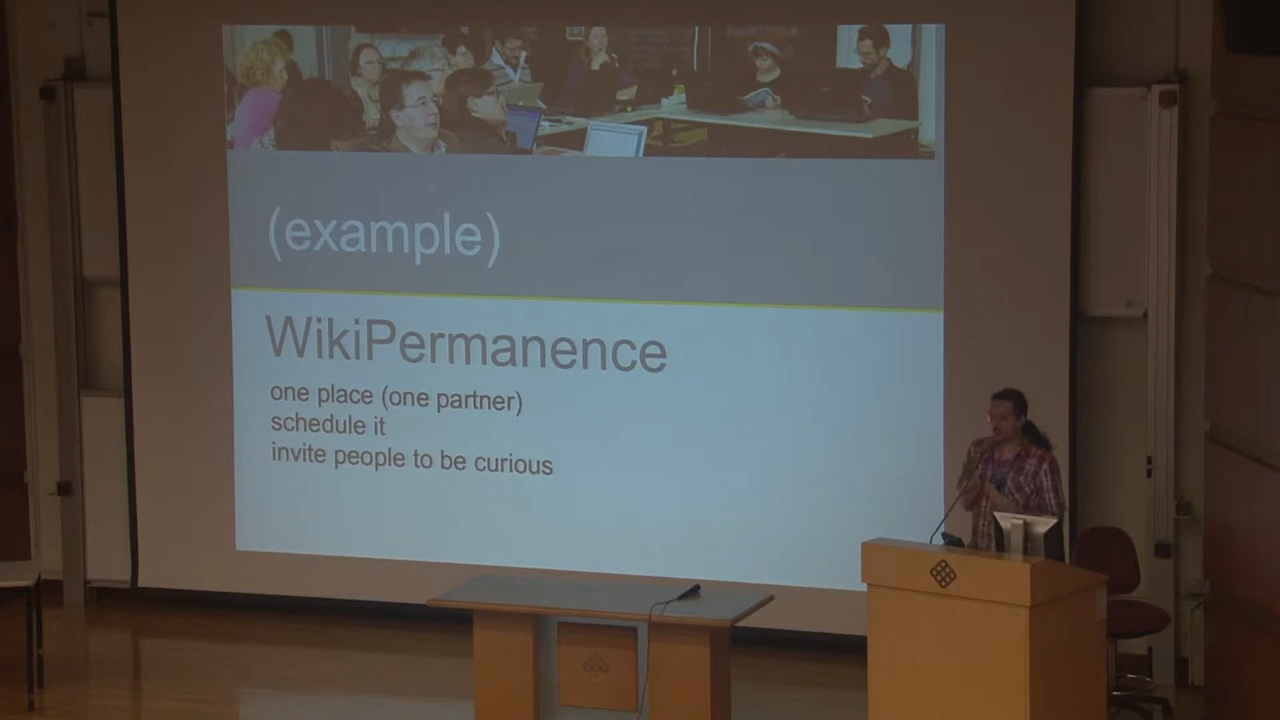 (example)
WikiPermanence
one place (one partner)
schedule it
invite people to be curious